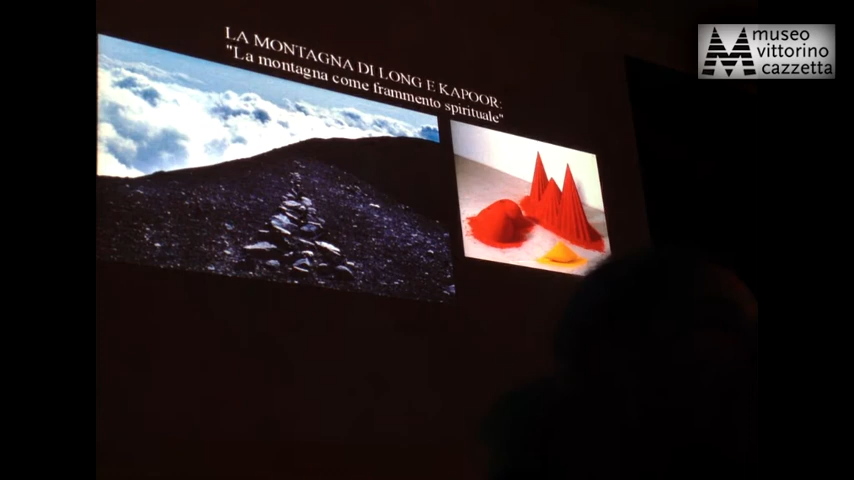 LA MONTAGNA DI LONG E KAPOOR:
"La montagna come frammento spirituale"
museo
vittorino
cazzetta